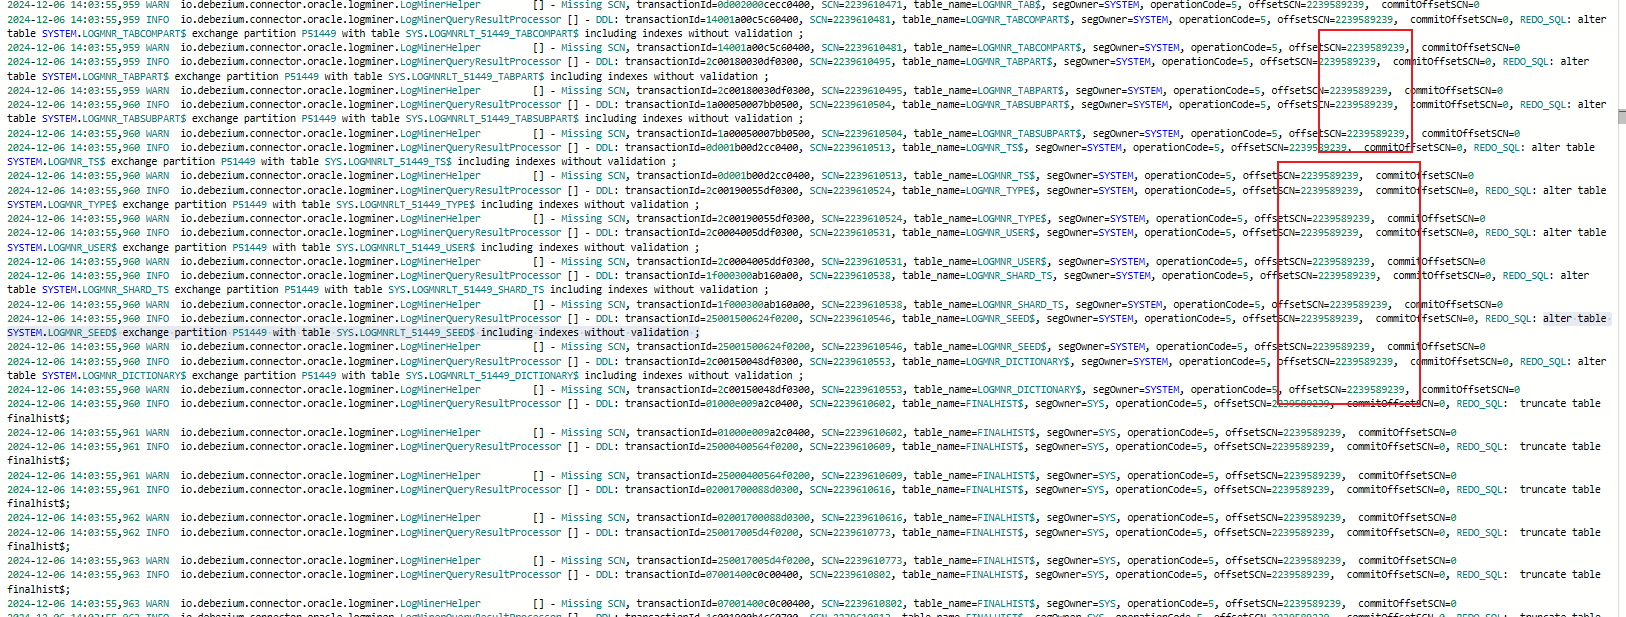 2024-12-06 14:03:55,959 WARN  io.debezium.connector.oracle.logminer.LogMinerHelper         [] - Missing SCN, transactionId=0d002000cecc0400, SCN=2239610471, table_name=LOGMNR_TAB$, segOwner=SYSTEM, operationCode=5, offsetSCN=2239589239,  commitOffsetSCN=0
2024-12-06 14:03:55,959 INFO  io.debezium.connector.oracle.logminer.LogMinerQueryResultProcessor [] - DDL: transactionId=14001a00c5c60400, SCN=2239610481, table_name=LOGMNR_TABCOMPART$, segOwner=SYSTEM, operationCode=5, offsetSCN=2239589239,  commitOffsetSCN=0, REDO_SQL: alter
table SYSTEM.LOGMNR_TABCOMPART$ exchange partition P51449 with table SYS.LOGMNRLT_51449_TABCOMPART$ including indexes without validation ;
2024-12-06 14:03:55,959 WARN  io.debezium.connector.oracle.logminer.LogMinerHelper         [] - Missing SCN, transactionId=14001a00c5c60400, SCN=2239610481, table_name=LOGMNR_TABCOMPART$, segOwner=SYSTEM, operationCode=5, offsetSCN=2239589239,  commitOffsetSCN=0
2024-12-06 14:03:55,959 INFO  io.debezium.connector.oracle.logminer.LogMinerQueryResultProcessor [] - DDL: transactionId=2c00180030df0300, SCN=2239610495, table_name=LOGMNR_TABPART$, segOwner=SYSTEM, operationCode=5, offsetSCN=2239589239,  commitOffsetSCN=0, REDO_SQL: alter
table SYSTEM.LOGMNR_TABPART$ exchange partition P51449 with table SYS.LOGMNRLT_51449_TABPART$ including indexes without validation ;
2024-12-06 14:03:55,959 WARN  io.debezium.connector.oracle.logminer.LogMinerHelper         [] - Missing SCN, transactionId=2c00180030df0300, SCN=2239610495, table_name=LOGMNR_TABPART$, segOwner=SYSTEM, operationCode=5, offsetSCN=2239589239,  commitOffsetSCN=0
2024-12-06 14:03:55,960 INFO  io.debezium.connector.oracle.logminer.LogMinerQueryResultProcessor [] - DDL: transactionId=1a00050007bb0500, SCN=2239610504, table_name=LOGMNR_TABSUBPART$, segOwner=SYSTEM, operationCode=5, offsetSCN=2239589239,  commitOffsetSCN=0, REDO_SQL: alter
table SYSTEM.LOGMNR_TABSUBPART$ exchange partition P51449 with table SYS.LOGMNRLT_51449_TABSUBPART$ including indexes without validation ;
2024-12-06 14:03:55,960 WARN  io.debezium.connector.oracle.logminer.LogMinerHelper         [] - Missing SCN, transactionId=1a00050007bb0500, SCN=2239610504, table_name=LOGMNR_TABSUBPART$, segOwner=SYSTEM, operationCode=5, offsetSCN=2239589239,  commitOffsetSCN=0
2024-12-06 14:03:55,960 INFO  io.debezium.connector.oracle.logminer.LogMinerQueryResultProcessor [] - DDL: transactionId=0d001b00d2cc0400, SCN=2239610513, table_name=LOGMNR_TS$, segOwner=SYSTEM, operationCode=5, offsetSCN=2239589239,  commitOffsetSCN=0, REDO_SQL: alter table
SYSTEM.LOGMNR_TS$ exchange partition P51449 with table SYS.LOGMNRLT_51449_TS$ including indexes without validation ;
2024-12-06 14:03:55,960 WARN  io.debezium.connector.oracle.logminer.LogMinerHelper         [] - Missing SCN, transactionId=0d001b00d2cc0400, SCN=2239610513, table_name=LOGMNR_TS$, segOwner=SYSTEM, operationCode=5, offsetSCN=2239589239,  commitOffsetSCN=0
2024-12-06 14:03:55,960 INFO  io.debezium.connector.oracle.logminer.LogMinerQueryResultProcessor [] - DDL: transactionId=2c00190055df0300, SCN=2239610524, table_name=LOGMNR_TYPE$, segOwner=SYSTEM, operationCode=5, offsetSCN=2239589239,  commitOffsetSCN=0, REDO_SQL: alter table
SYSTEM.LOGMNR_TYPE$ exchange partition P51449 with table SYS.LOGMNRLT_51449_TYPE$ including indexes without validation ;
2024-12-06 14:03:55,960 WARN  io.debezium.connector.oracle.logminer.LogMinerHelper         [] - Missing SCN, transactionId=2c00190055df0300, SCN=2239610524, table_name=LOGMNR_TYPE$, segOwner=SYSTEM, operationCode=5, offsetSCN=2239589239,  commitOffsetSCN=0
2024-12-06 14:03:55,960 INFO  io.debezium.connector.oracle.logminer.LogMinerQueryResultProcessor [] - DDL: transactionId=2c0004005ddf0300, SCN=2239610531, table_name=LOGMNR_USER$, segOwner=SYSTEM, operationCode=5, offsetSCN=2239589239,  commitOffsetSCN=0, REDO_SQL: alter table
SYSTEM.LOGMNR_USER$ exchange partition P51449 with table SYS.LOGMNRLT_51449_USER$ including indexes without validation ;
2024-12-06 14:03:55,960 WARN  io.debezium.connector.oracle.logminer.LogMinerHelper         [] - Missing SCN, transactionId=2c0004005ddf0300, SCN=2239610531, table_name=LOGMNR_USER$, segOwner=SYSTEM, operationCode=5, offsetSCN=2239589239,  commitOffsetSCN=0
2024-12-06 14:03:55,960 INFO  io.debezium.connector.oracle.logminer.LogMinerQueryResultProcessor [] - DDL: transactionId=1f000300ab160a00, SCN=2239610538, table_name=LOGMNR_SHARD_TS, segOwner=SYSTEM, operationCode=5, offsetSCN=2239589239,  commitOffsetSCN=0, REDO_SQL: alter
table SYSTEM.LOGMNR_SHARD_TS exchange partition P51449 with table SYS.LOGMNRLT_51449_SHARD_TS including indexes without validation ;
2024-12-06 14:03:55,960 WARN  io.debezium.connector.oracle.logminer.LogMinerHelper         [] - Missing SCN, transactionId=1f000300ab160a00, SCN=2239610538, table_name=LOGMNR_SHARD_TS, segOwner=SYSTEM, operationCode=5, offsetSCN=2239589239,  commitOffsetSCN=0
2024-12-06 14:03:55,960 INFO  io.debezium.connector.oracle.logminer.LogMinerQueryResultProcessor [] - DDL: transactionId=25001500624f0200, SCN=2239610546, table_name=LOGMNR_SEED$, segOwner=SYSTEM, operationCode=5, offsetSCN=2239589239,  commitOffsetSCN=0, REDO_SQL: alter table
SYSTEM.LOGMNR_SEED$ exchange partition P51449 with table SYS.LOGMNRLT_51449_SEED$ including indexes without validation ;
2024-12-06 14:03:55,960 WARN  io.debezium.connector.oracle.logminer.LogMinerHelper         [] - Missing SCN, transactionId=25001500624f0200, SCN=2239610546, table_name=LOGMNR_SEED$, segOwner=SYSTEM, operationCode=5, offsetSCN=2239589239,  commitOffsetSCN=0
2024-12-06 14:03:55,960 INFO  io.debezium.connector.oracle.logminer.LogMinerQueryResultProcessor [] - DDL: transactionId=2c00150048df0300, SCN=2239610553, table_name=LOGMNR_DICTIONARY$, segOwner=SYSTEM, operationCode=5, offsetSCN=2239589239,  commitOffsetSCN=0, REDO_SQL: alter
table SYSTEM.LOGMNR_DICTIONARY$ exchange partition P51449 with table SYS.LOGMNRLT_51449_DICTIONARY$ including indexes without validation ;
2024-12-06 14:03:55,960 WARN  io.debezium.connector.oracle.logminer.LogMinerHelper         [] - Missing SCN, transactionId=2c00150048df0300, SCN=2239610553, table_name=LOGMNR_DICTIONARY$, segOwner=SYSTEM, operationCode=5, offsetSCN=2239589239,  commitOffsetSCN=0
2024-12-06 14:03:55,960 INFO  io.debezium.connector.oracle.logminer.LogMinerQueryResultProcessor [] - DDL: transactionId=01000e009a2c0400, SCN=2239610602, table_name=FINALHIST$, segOwner=SYS, operationCode=5, offsetSCN=2239589239,  commitOffsetSCN=0, REDO_SQL:  truncate table
finalhist$;
2024-12-06 14:03:55,961 WARN  io.debezium.connector.oracle.logminer.LogMinerHelper         [] - Missing SCN, transactionId=01000e009a2c0400, SCN=2239610602, table_name=FINALHIST$, segOwner=SYS, operationCode=5, offsetSCN=2239589239,  commitOffsetSCN=0
2024-12-06 14:03:55,961 INFO  io.debezium.connector.oracle.logminer.LogMinerQueryResultProcessor [] - DDL: transactionId=25000400564f0200, SCN=2239610609, table_name=FINALHIST$, segOwner=SYS, operationCode=5, offsetSCN=2239589239,  commitOffsetSCN=0, REDO_SQL:  truncate table
finalhist$;
2024-12-06 14:03:55,961 WARN  io.debezium.connector.oracle.logminer.LogMinerHelper         [] - Missing SCN, transactionId=25000400564f0200, SCN=2239610609, table_name=FINALHIST$, segOwner=SYS, operationCode=5, offsetSCN=2239589239,  commitOffsetSCN=0
2024-12-06 14:03:55,961 INFO  io.debezium.connector.oracle.logminer.LogMinerQueryResultProcessor [] - DDL: transactionId=02001700088d0300, SCN=2239610616, table_name=FINALHIST$, segOwner=SYS, operationCode=5, offsetSCN=2239589239,  commitOffsetSCN=0, REDO_SQL:  truncate table
finalhist$;
2024-12-06 14:03:55,962 WARN  io.debezium.connector.oracle.logminer.LogMinerHelper         [] - Missing SCN, transactionId=02001700088d0300, SCN=2239610616, table_name=FINALHIST$, segOwner=SYS, operationCode=5, offsetSCN=2239589239,  commitOffsetSCN=0
2024-12-06 14:03:55,962 INFO  io.debezium.connector.oracle.logminer.LogMinerQueryResultProcessor [] - DDL: transactionId=250017005d4f0200, SCN=2239610773, table_name=FINALHIST$, segOwner=SYS, operationCode=5, offsetSCN=2239589239,  commitOffsetSCN=0, REDO_SQL:  truncate table
finalhist$;
2024-12-06 14:03:55,963 WARN  io.debezium.connector.oracle.logminer.LogMinerHelper         [] - Missing SCN, transactionId=250017005d4f0200, SCN=2239610773, table_name=FINALHIST$, segOwner=SYS, operationCode=5, offsetSCN=2239589239,  commitOffsetSCN=0
2024-12-06 14:03:55,963 INFO  io.debezium.connector.oracle.logminer.LogMinerQueryResultProcessor [] - DDL: transactionId=07001400c0c00400, SCN=2239610802, table_name=FINALHIST$, segOwner=SYS, operationCode=5, offsetSCN=2239589239,  commitOffsetSCN=0, REDO_SQL:  truncate table
finalhist$;
2024-12-06 14:03:55,963 WARN  io.debezium.connector.oracle.logminer.LogMinerHelper         [] - Missing SCN, transactionId=07001400c0c00400, SCN=2239610802, table_name=FINALHIST$, segOwner=SYS, operationCode=5, offsetSCN=2239589239,  commitOffsetSCN=0